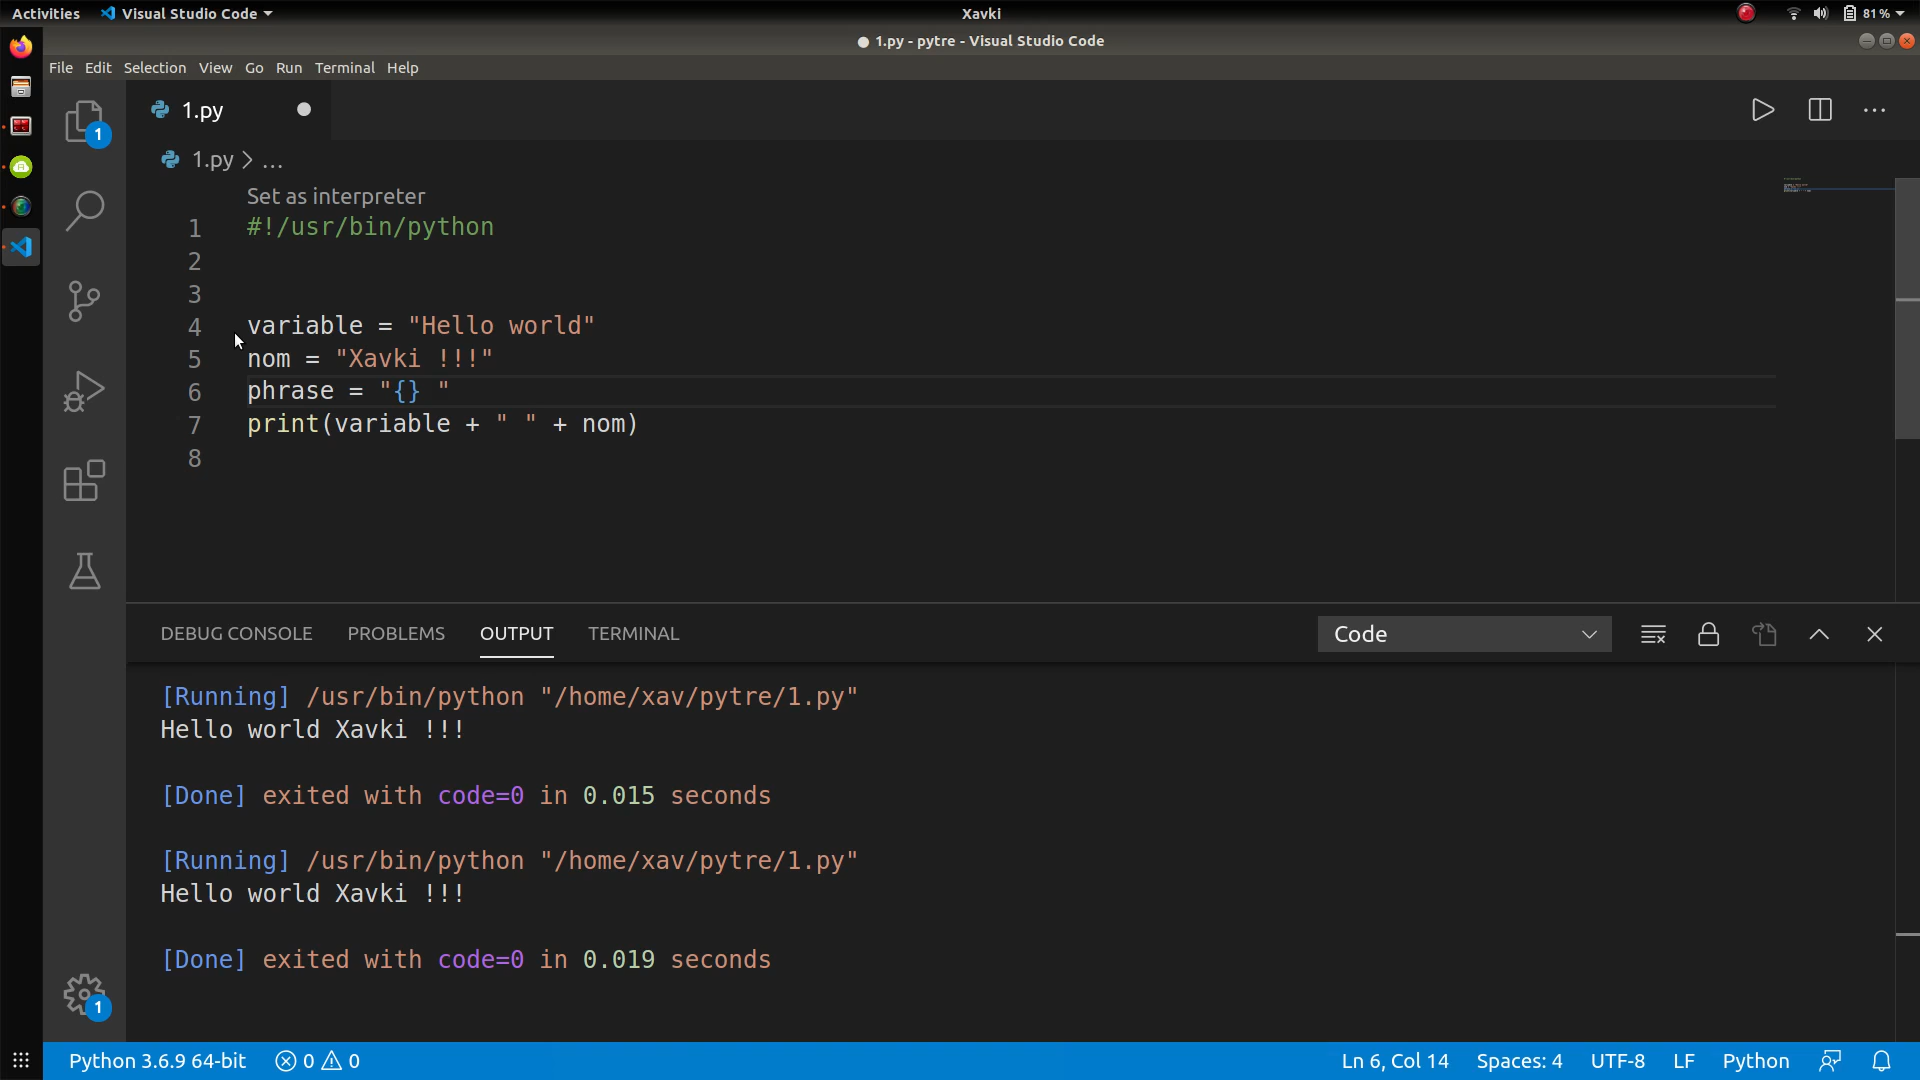 Activities Visual Studio Code Xavki 81 %
1.py - pytre - Visual Studio Code
File Edit Selection View Go Run Terminal Help
1.py
1
1.py > ...
Set as interpreter
1 #!/usr/bin/python
2
3
4 variable = "Hello world"
5 nom = "Xavki !!!"
6 phrase = "{} "
7 print(variable + " " + nom)
8
DEBUG CONSOLE PROBLEMS OUTPUT TERMINAL Code
[Running] /usr/bin/python "/home/xav/pytre/1.py"
Hello world Xavki !!!
[Done] exited with code=0 in 0.015 seconds
[Running] /usr/bin/python "/home/xav/pytre/1.py"
Hello world Xavki !!!
[Done] exited with code=0 in 0.019 seconds
1
Python 3.6.9 64-bit 0 0 Ln 6, Col 14 Spaces: 4 UTF-8 LF Python